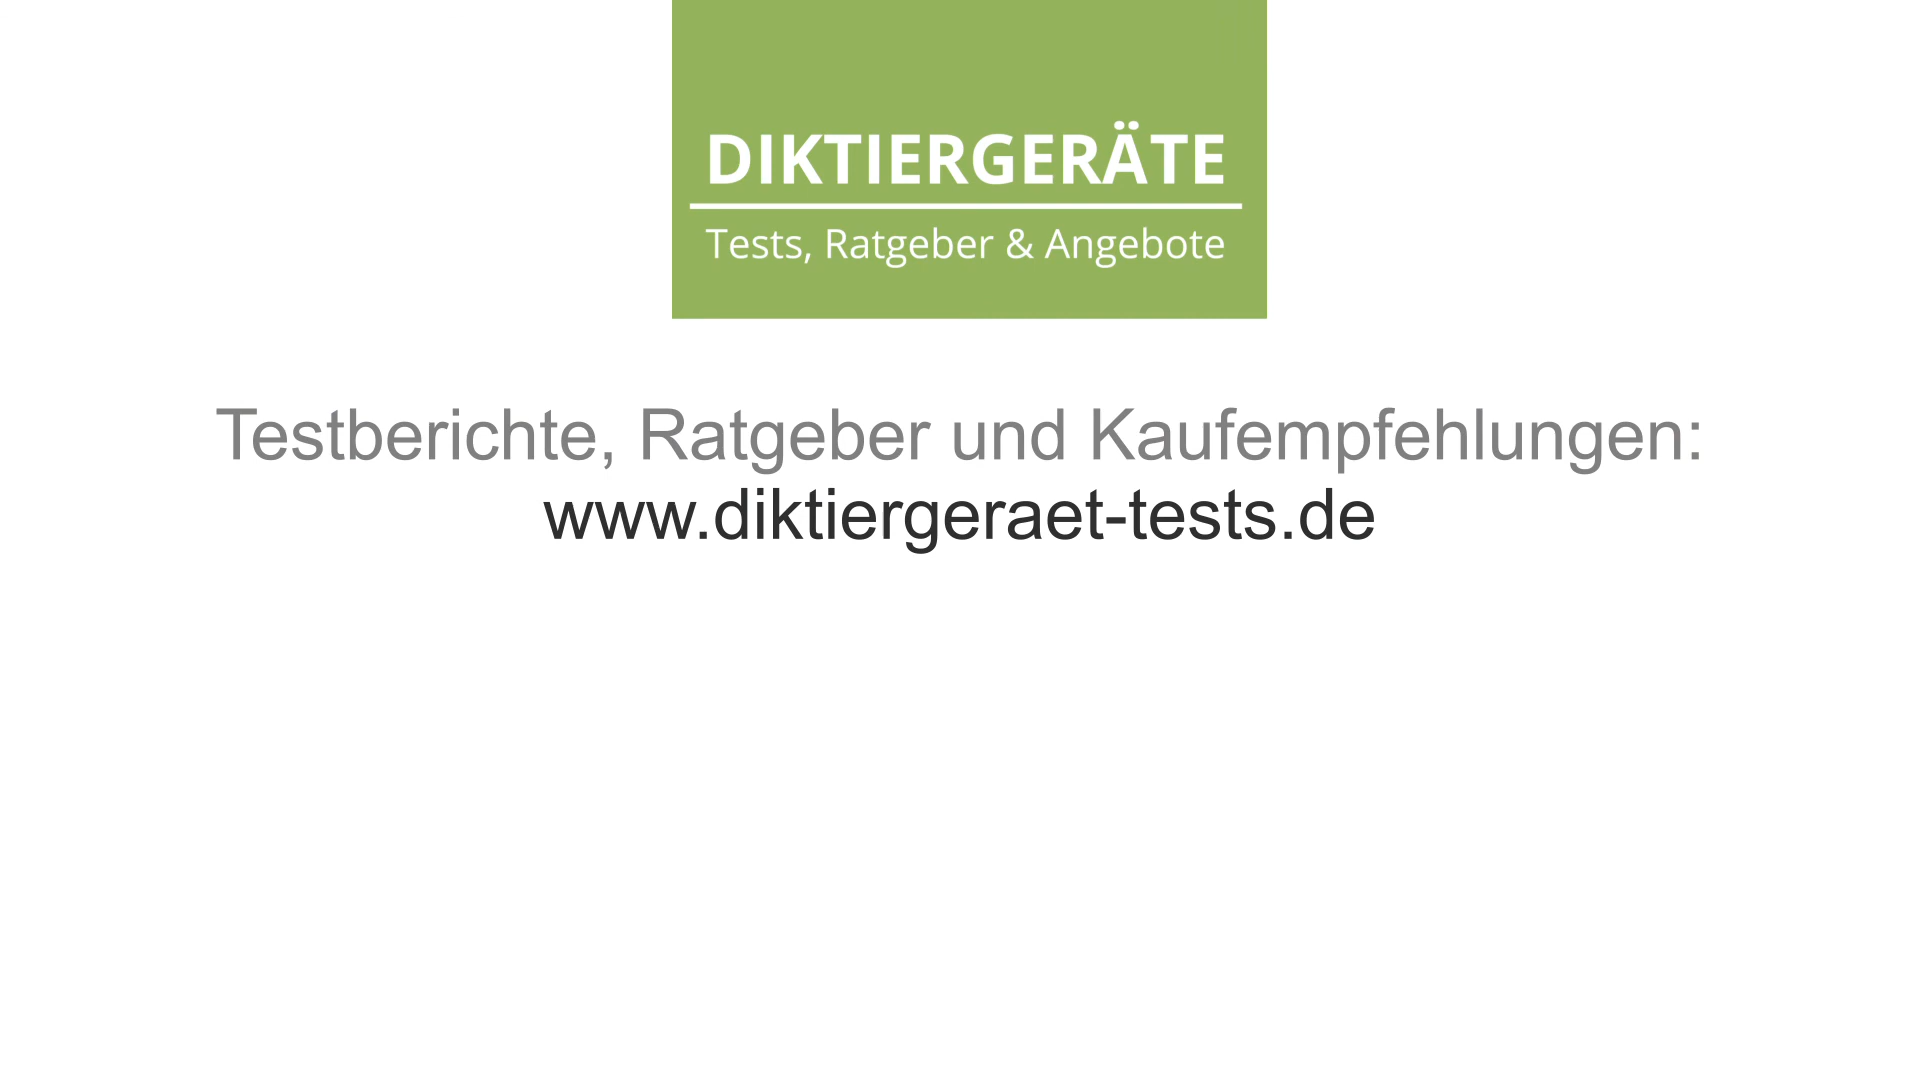 DIKTIERGERÄTE
Tests, Ratgeber & Angebote
Testberichte, Ratgeber und Kaufempfehlungen:
www.diktiergeraet-tests.de